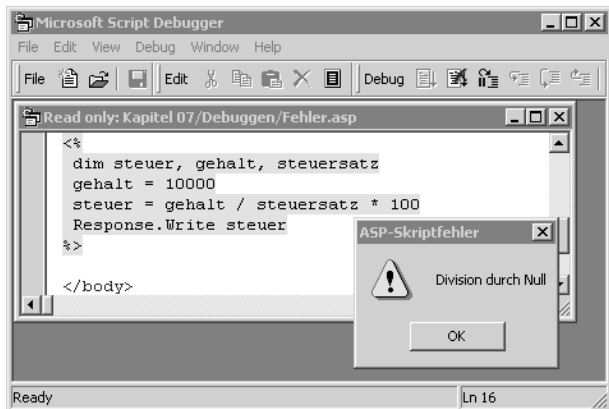 Microsoft Script Debugger
File Edit View Debug Window Help
File Edit Debug
Read only: Kapitel 07/Debuggen/Fehler.asp
<%
dim steuer, gehalt, steuersatz
gehalt = 10000
steuer = gehalt / steuersatz * 100
Response.Write steuer
%>
</body>
ASP-Skriptfehler
Division durch Null
OK
Ready Ln 16